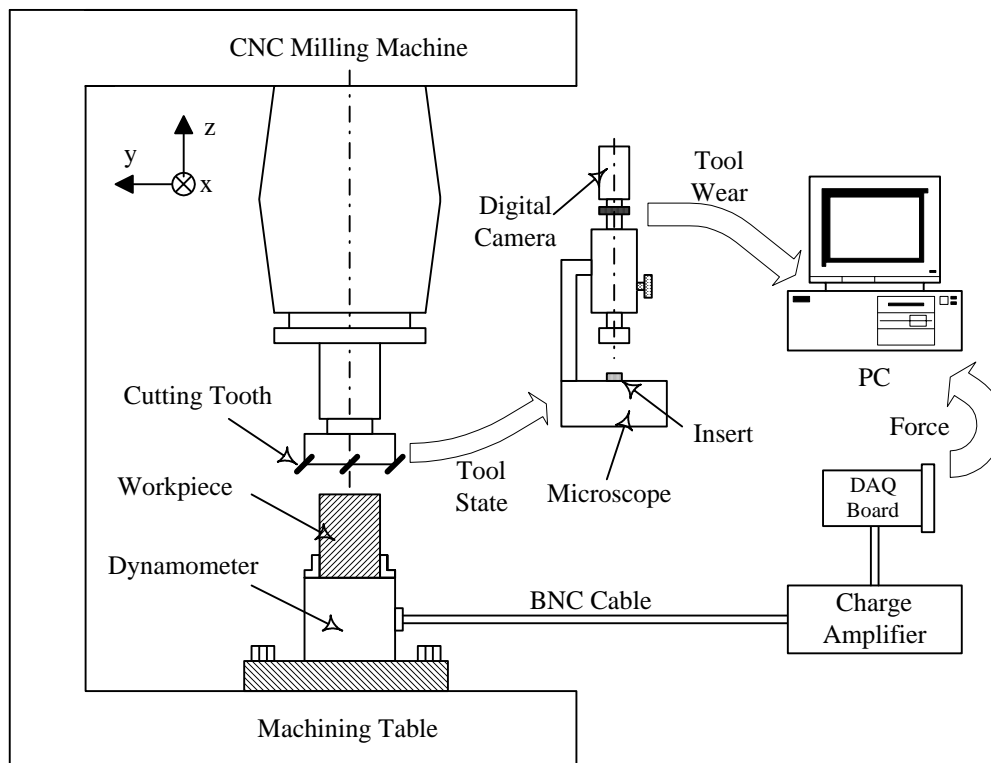 CNC Milling Machine
z
y
x
Digital
Camera
Tool
Wear
PC
Cutting Tooth
Insert
Force
Tool
State
Microscope
Workpiece
DAQ
Board
Dynamometer
BNC Cable
Charge
Amplifier
Machining Table